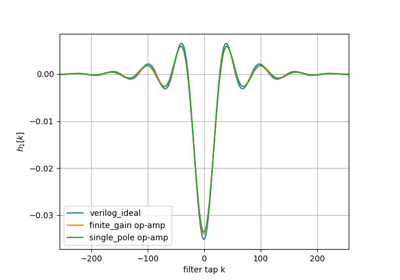 0.00
−0.01
−0.02
−0.03
h₁[k]
verilog_ideal
finite_gain op-amp
single_pole op-amp
−200 −100 0 100 200
filter tap k